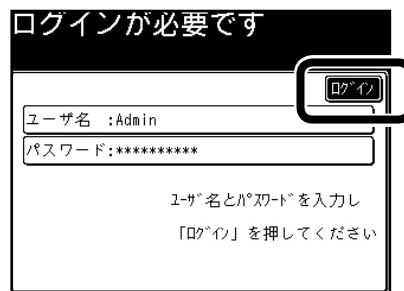 ログインが必要です
ﾛｸﾞｲﾝ
ユーザ名 :Admin
パスワード:**********
ﾕｰｻﾞ名とﾊﾟｽﾜｰﾄﾞを入力し
「ﾛｸﾞｲﾝ」を押してください